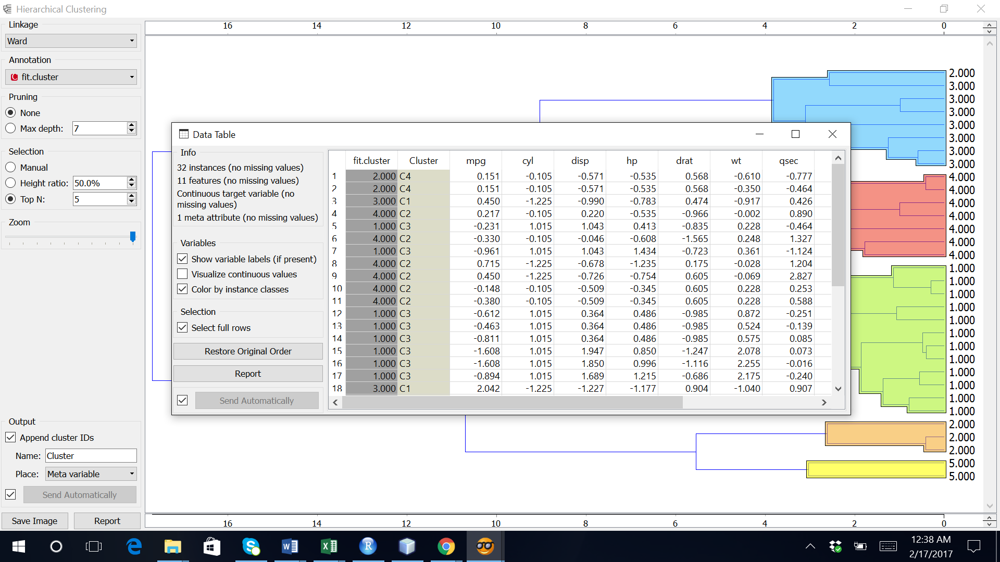 Hierarchical Clustering
Linkage
Ward
Annotation
fit.cluster
Pruning
None
Max depth: 7
Selection
Manual
Height ratio: 50.0%
Top N: 5
Zoom
Output
Append cluster IDs
Name: Cluster
Place: Meta variable
Send Automatically
Save Image Report
16 14 12 10 8 6 4 2 0
2.000
3.000
3.000
3.000
3.000
3.000
3.000
3.000
4.000
4.000
4.000
4.000
4.000
4.000
4.000
1.000
1.000
1.000
1.000
1.000
1.000
1.000
1.000
1.000
1.000
1.000
1.000
2.000
2.000
2.000
5.000
5.000
16 14 12 10 8 6 4 2 0
Data Table
Info
32 instances (no missing values)
11 features (no missing values)
Continuous target variable (no
missing values)
1 meta attribute (no missing values)
Variables
Show variable labels (if present)
Visualize continuous values
Color by instance classes
Selection
Select full rows
Restore Original Order
Report
Send Automatically
fit.cluster Cluster mpg cyl disp hp drat wt qsec
1 2.000 C4 0.151 -0.105 -0.571 -0.535 0.568 -0.610 -0.777
2 2.000 C4 0.151 -0.105 -0.571 -0.535 0.568 -0.350 -0.464
3 3.000 C1 0.450 -1.225 -0.990 -0.783 0.474 -0.917 0.426
4 4.000 C2 0.217 -0.105 0.220 -0.535 -0.966 -0.002 0.890
5 1.000 C3 -0.231 1.015 1.043 0.413 -0.835 0.228 -0.464
6 4.000 C2 -0.330 -0.105 -0.046 -0.608 -1.565 0.248 1.327
7 1.000 C3 -0.961 1.015 1.043 1.434 -0.723 0.361 -1.124
8 4.000 C2 0.715 -1.225 -0.678 -1.235 0.175 -0.028 1.204
9 4.000 C2 0.450 -1.225 -0.726 -0.754 0.605 -0.069 2.827
10 4.000 C2 -0.148 -0.105 -0.509 -0.345 0.605 0.228 0.253
11 4.000 C2 -0.380 -0.105 -0.509 -0.345 0.605 0.228 0.588
12 1.000 C3 -0.612 1.015 0.364 0.486 -0.985 0.872 -0.251
13 1.000 C3 -0.463 1.015 0.364 0.486 -0.985 0.524 -0.139
14 1.000 C3 -0.811 1.015 0.364 0.486 -0.985 0.575 0.085
15 1.000 C3 -1.608 1.015 1.947 0.850 -1.247 2.078 0.073
16 1.000 C3 -1.608 1.015 1.850 0.996 -1.116 2.255 -0.016
17 1.000 C3 -0.894 1.015 1.689 1.215 -0.686 2.175 -0.240
18 3.000 C1 2.042 -1.225 -1.227 -1.177 0.904 -1.040 0.907
12:38 AM
2/17/2017